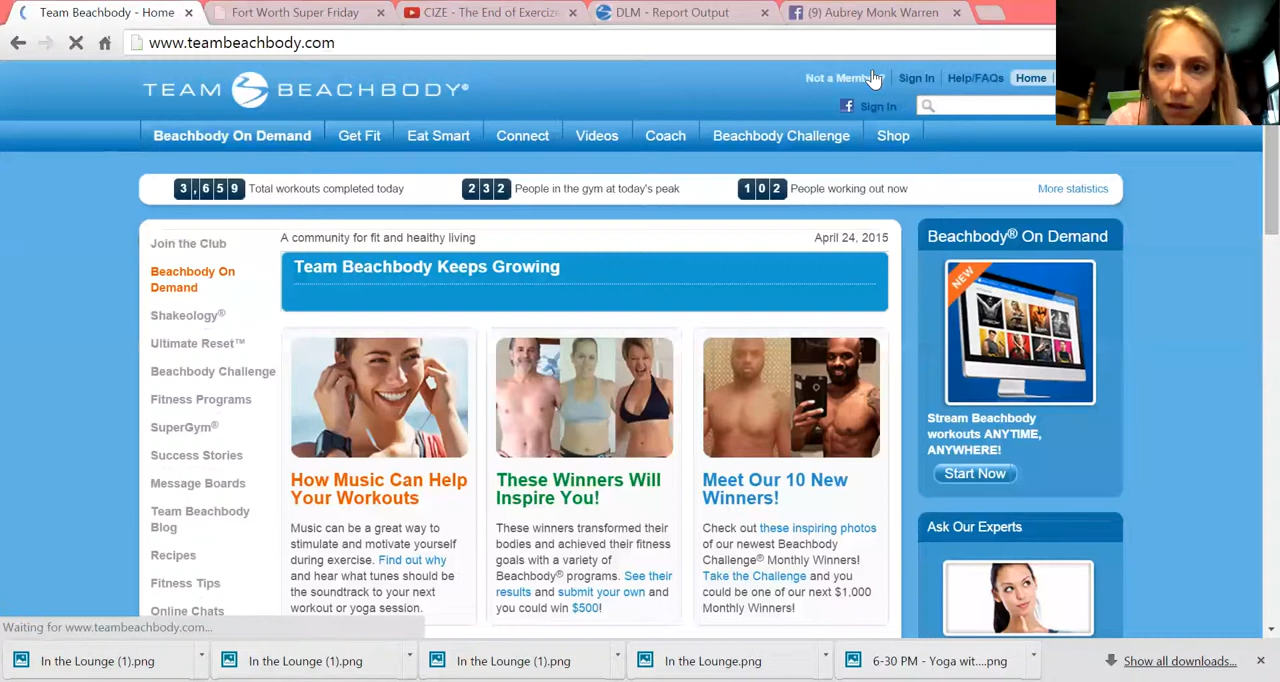 Team Beachbody - Home
Fort Worth Super Friday
CIZE - The End of Exercize
DLM - Report Output
(9) Aubrey Monk Warren
www.teambeachbody.com
TEAM BEACHBODY®
Not a Memb
Sign In
Help/FAQs
Home
Sign In
Beachbody On Demand
Get Fit
Eat Smart
Connect
Videos
Coach
Beachbody Challenge
Shop
3,659 Total workouts completed today
232 People in the gym at today's peak
102 People working out now
More statistics
Join the Club
Beachbody On
Demand
Shakeology®
Ultimate Reset™
Beachbody Challenge
Fitness Programs
SuperGym®
Success Stories
Message Boards
Team Beachbody
Blog
Recipes
Fitness Tips
Online Chats
A community for fit and healthy living
April 24, 2015
Team Beachbody Keeps Growing
How Music Can Help
Your Workouts
Music can be a great way to
stimulate and motivate yourself
during exercise. Find out why
and hear what tunes should be
the soundtrack to your next
workout or yoga session.
These Winners Will
Inspire You!
These winners transformed their
bodies and achieved their fitness
goals with a variety of
Beachbody® programs. See their
results and submit your own and
you could win $500!
Meet Our 10 New
Winners!
Check out these inspiring photos
of our newest Beachbody
Challenge® Monthly Winners!
Take the Challenge and you
could be one of our next $1,000
Monthly Winners!
Beachbody® On Demand
NEW
Stream Beachbody
workouts ANYTIME,
ANYWHERE!
Start Now
Ask Our Experts
Waiting for www.teambeachbody.com...
In the Lounge (1).png
In the Lounge (1).png
In the Lounge (1).png
In the Lounge.png
6-30 PM - Yoga wit....png
Show all downloads...